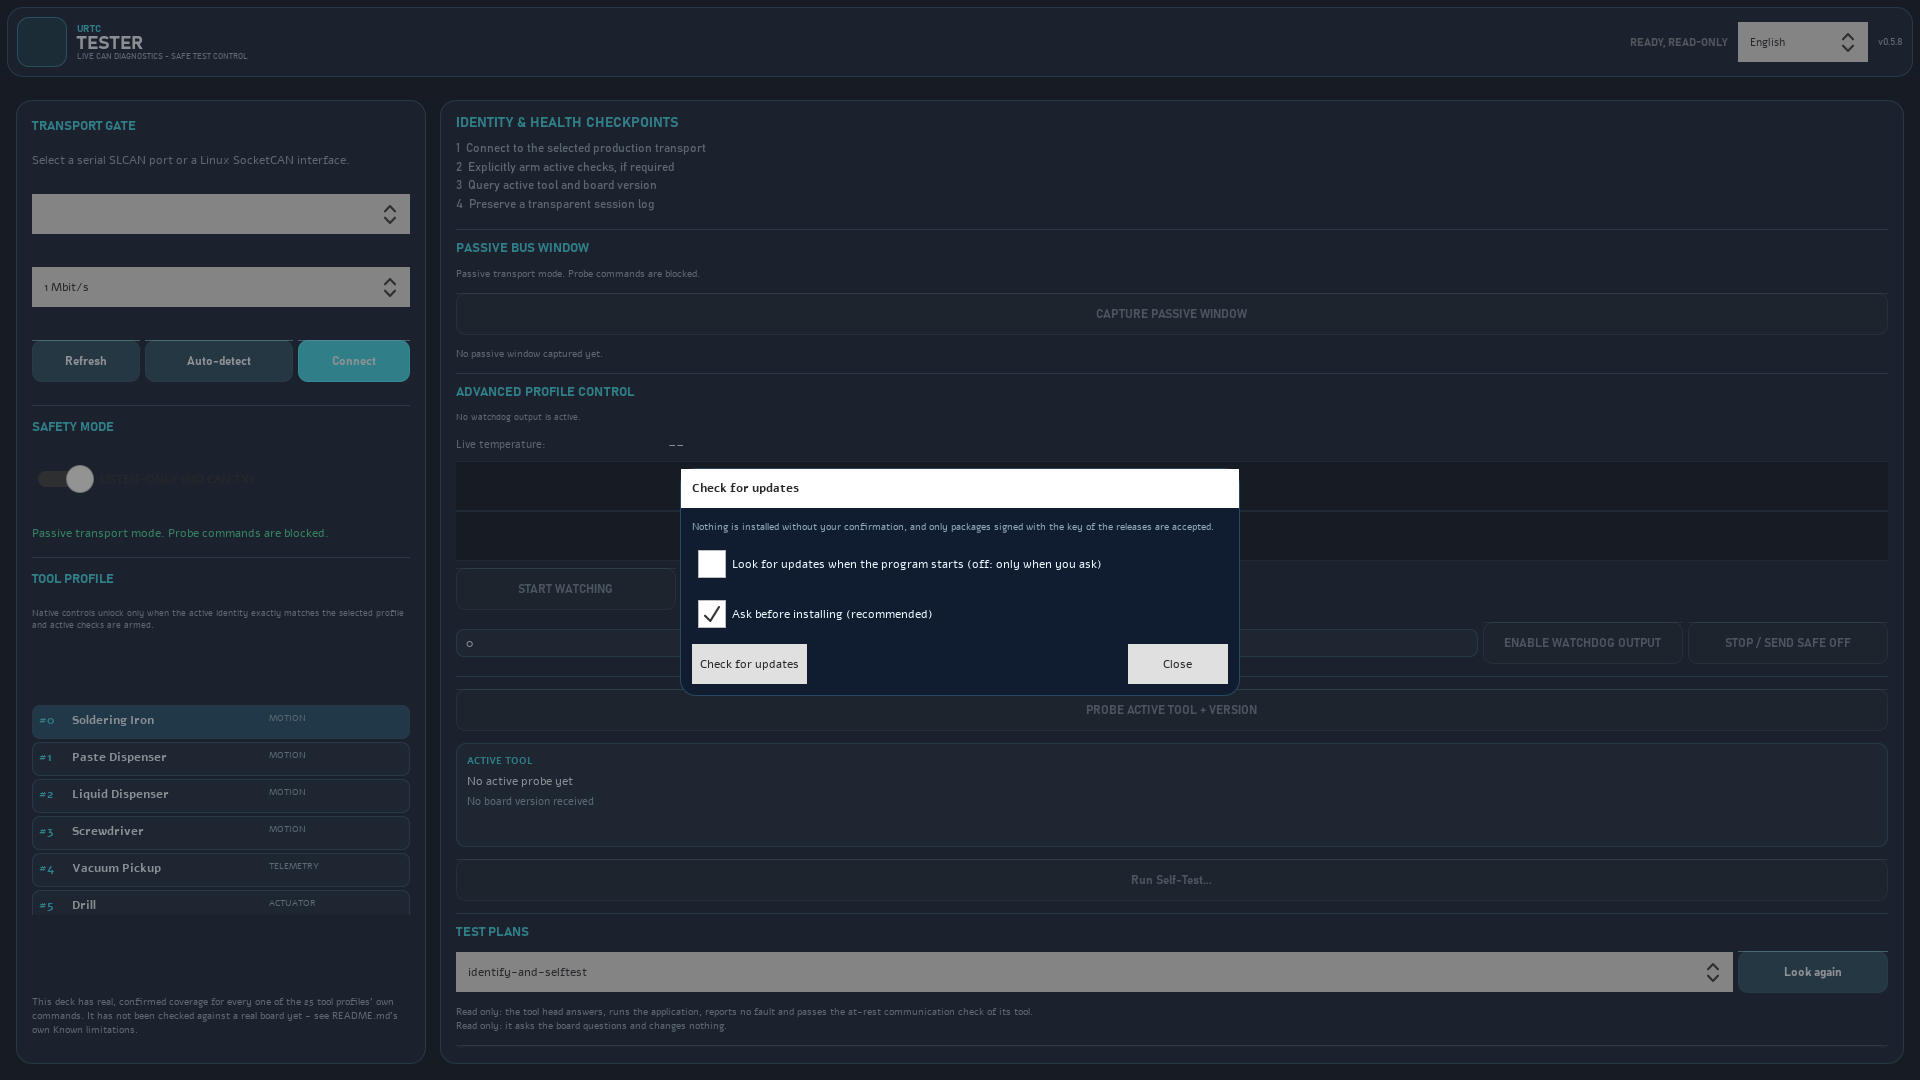 URTC
TESTER
LIVE CAN DIAGNOSTICS - SAFE TEST CONTROL
READY, READ-ONLY
English
v0.5.8
TRANSPORT GATE
Select a serial SLCAN port or a Linux SocketCAN interface.
1 Mbit/s
Refresh
Auto-detect
Connect
SAFETY MODE
Passive transport mode. Probe commands are blocked.
TOOL PROFILE
Native controls unlock only when the active identity exactly matches the selected profile
and active checks are armed.
#0 Soldering Iron MOTION
#1 Paste Dispenser MOTION
#2 Liquid Dispenser MOTION
#3 Screwdriver MOTION
#4 Vacuum Pickup TELEMETRY
#5 Drill ACTUATOR
This deck has real, confirmed coverage for every one of the 25 tool profiles' own
commands. It has not been checked against a real board yet - see README.md's
own Known limitations.
IDENTITY & HEALTH CHECKPOINTS
1 Connect to the selected production transport
2 Explicitly arm active checks, if required
3 Query active tool and board version
4 Preserve a transparent session log
PASSIVE BUS WINDOW
Passive transport mode. Probe commands are blocked.
CAPTURE PASSIVE WINDOW
No passive window captured yet.
ADVANCED PROFILE CONTROL
No watchdog output is active.
Live temperature: --
START WATCHING
0
ENABLE WATCHDOG OUTPUT
STOP / SEND SAFE OFF
Check for updates
Nothing is installed without your confirmation, and only packages signed with the key of the releases are accepted.
Look for updates when the program starts (off: only when you ask)
Ask before installing (recommended)
Check for updates
Close
PROBE ACTIVE TOOL + VERSION
ACTIVE TOOL
No active probe yet
No board version received
Run Self-Test...
TEST PLANS
identify-and-selftest
Look again
Read only: the tool head answers, runs the application, reports no fault and passes the at-rest communication check of its tool.
Read only: it asks the board questions and changes nothing.